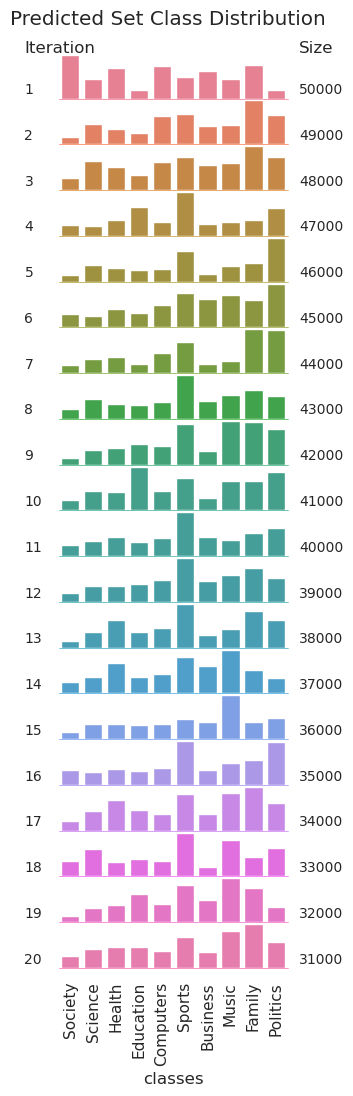 Predicted Set Class Distribution
Iteration Size
1 50000
2 49000
3 48000
4 47000
5 46000
6 45000
7 44000
8 43000
9 42000
10 41000
11 40000
12 39000
13 38000
14 37000
15 36000
16 35000
17 34000
18 33000
19 32000
20 31000
Society
Science
Health
Education
Computers
Sports
Business
Music
Family
Politics
classes